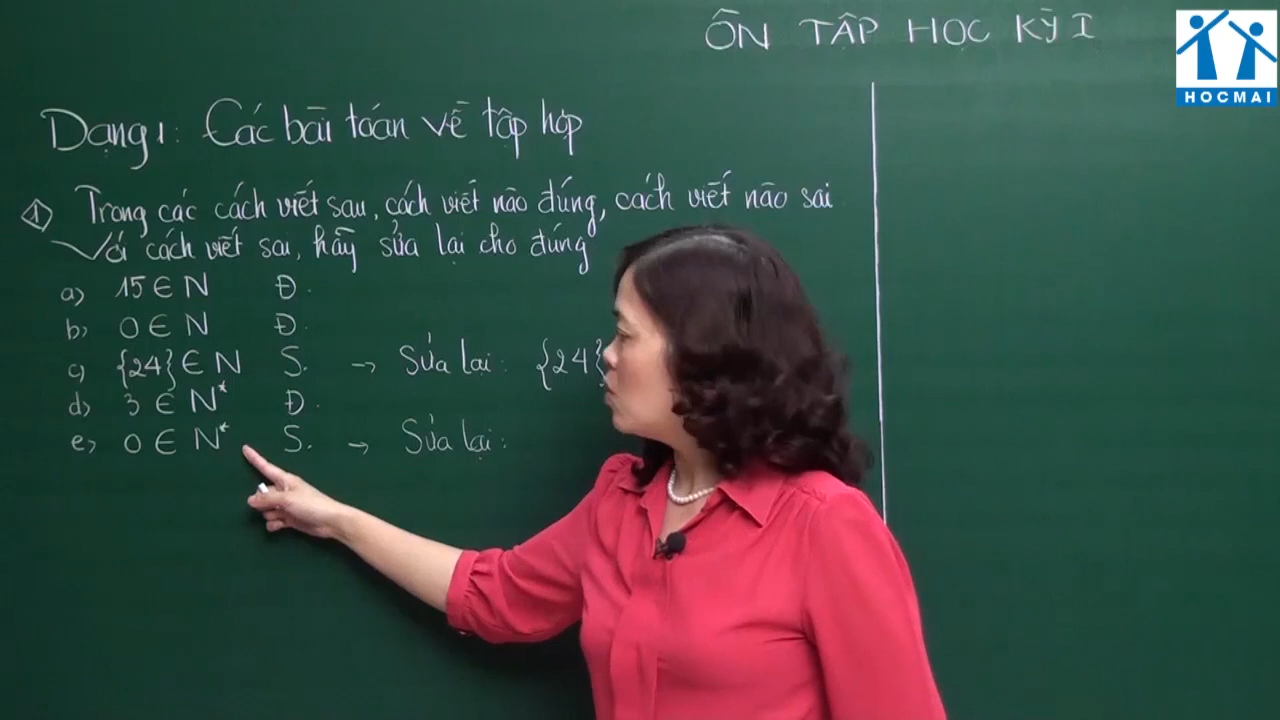 ÔN TẬP HỌC KỲ I
HOCMAI
Dạng 1: Các bài toán về tập hợp
1 Trong các cách viết sau, cách viết nào đúng, cách viết nào sai
Với cách viết sai, hãy sửa lại cho đúng
a) 15 ∈ N Đ.
b) 0 ∈ N Đ.
c) {24} ∈ N S. → Sửa lại: {24}
d) 3 ∈ N* Đ.
e) 0 ∈ N* S. → Sửa lại: